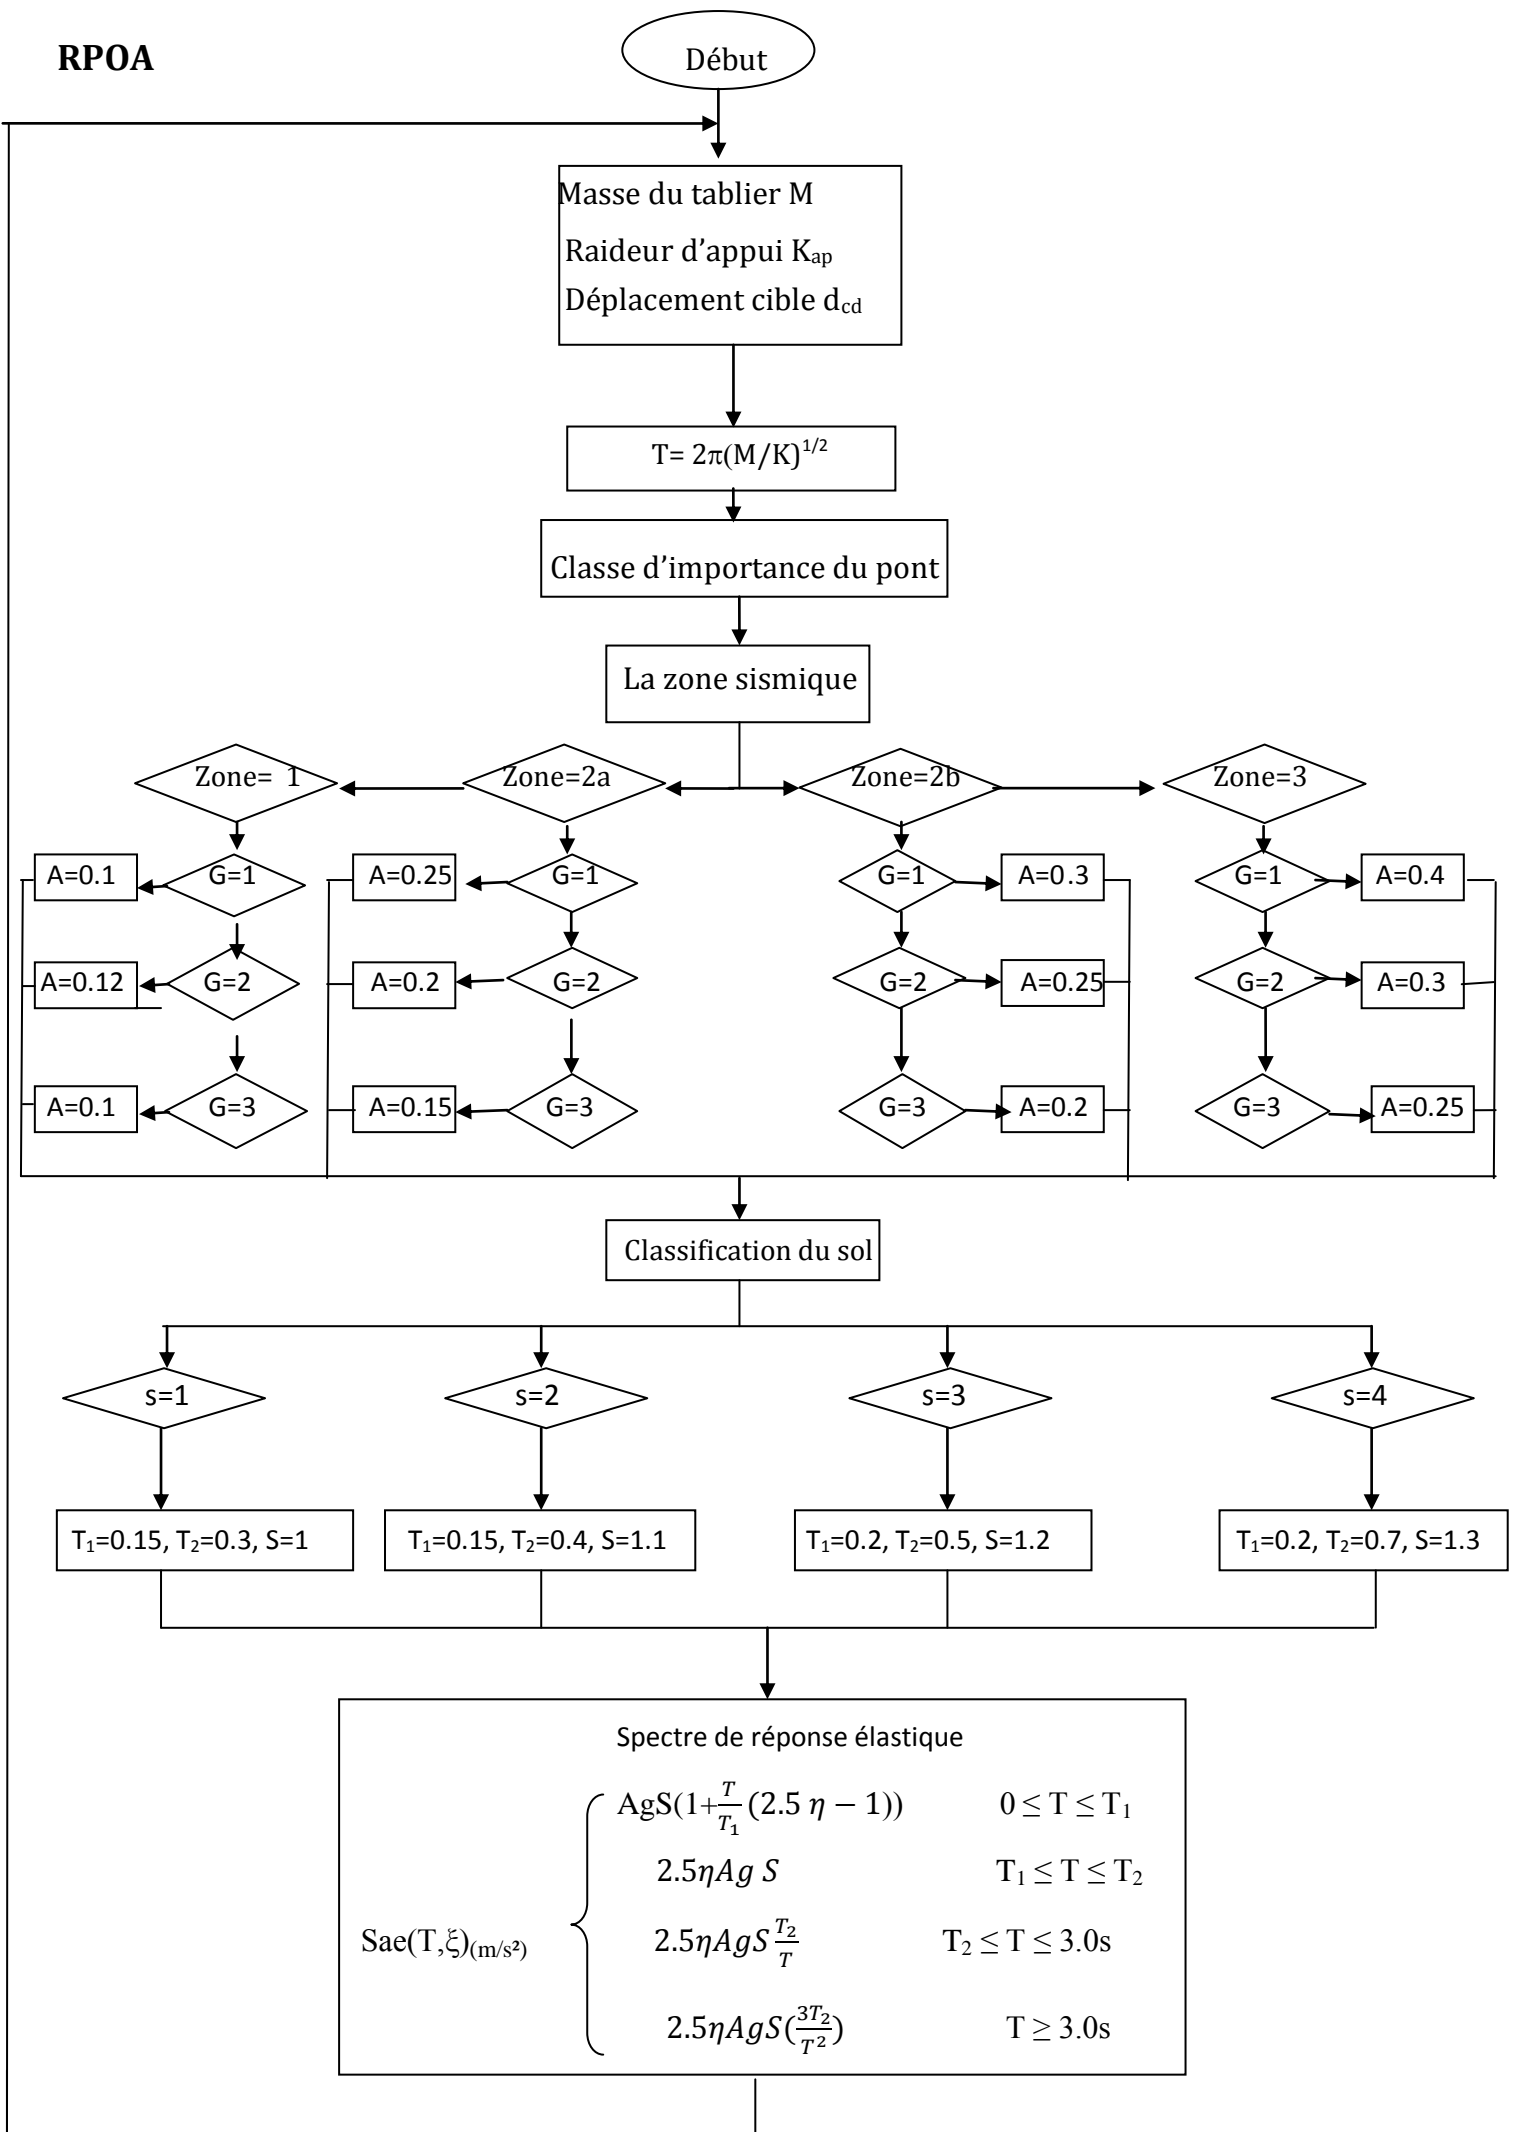 RPOA
Début
Masse du tablier M
Raideur d’appui Kap
Déplacement cible dcd
T= 2π(M/K)^1/2
Classe d’importance du pont
La zone sismique
Zone= 1 Zone=2a Zone=2b Zone=3
A=0.1 G=1 A=0.25 G=1 G=1 A=0.3 G=1 A=0.4
A=0.12 G=2 A=0.2 G=2 G=2 A=0.25 G=2 A=0.3
A=0.1 G=3 A=0.15 G=3 G=3 A=0.2 G=3 A=0.25
Classification du sol
s=1 s=2 s=3 s=4
T₁=0.15, T₂=0.3, S=1 T₁=0.15, T₂=0.4, S=1.1 T₁=0.2, T₂=0.5, S=1.2 T₁=0.2, T₂=0.7, S=1.3
Spectre de réponse élastique
AgS(1+T/T₁(2.5 η − 1)) 0 ≤ T ≤ T₁
2.5ηAg S T₁ ≤ T ≤ T₂
Sae(T,ξ)(m/s²) 2.5ηAgS T₂/T T₂ ≤ T ≤ 3.0s
2.5ηAgS(3T₂/T²) T ≥ 3.0s